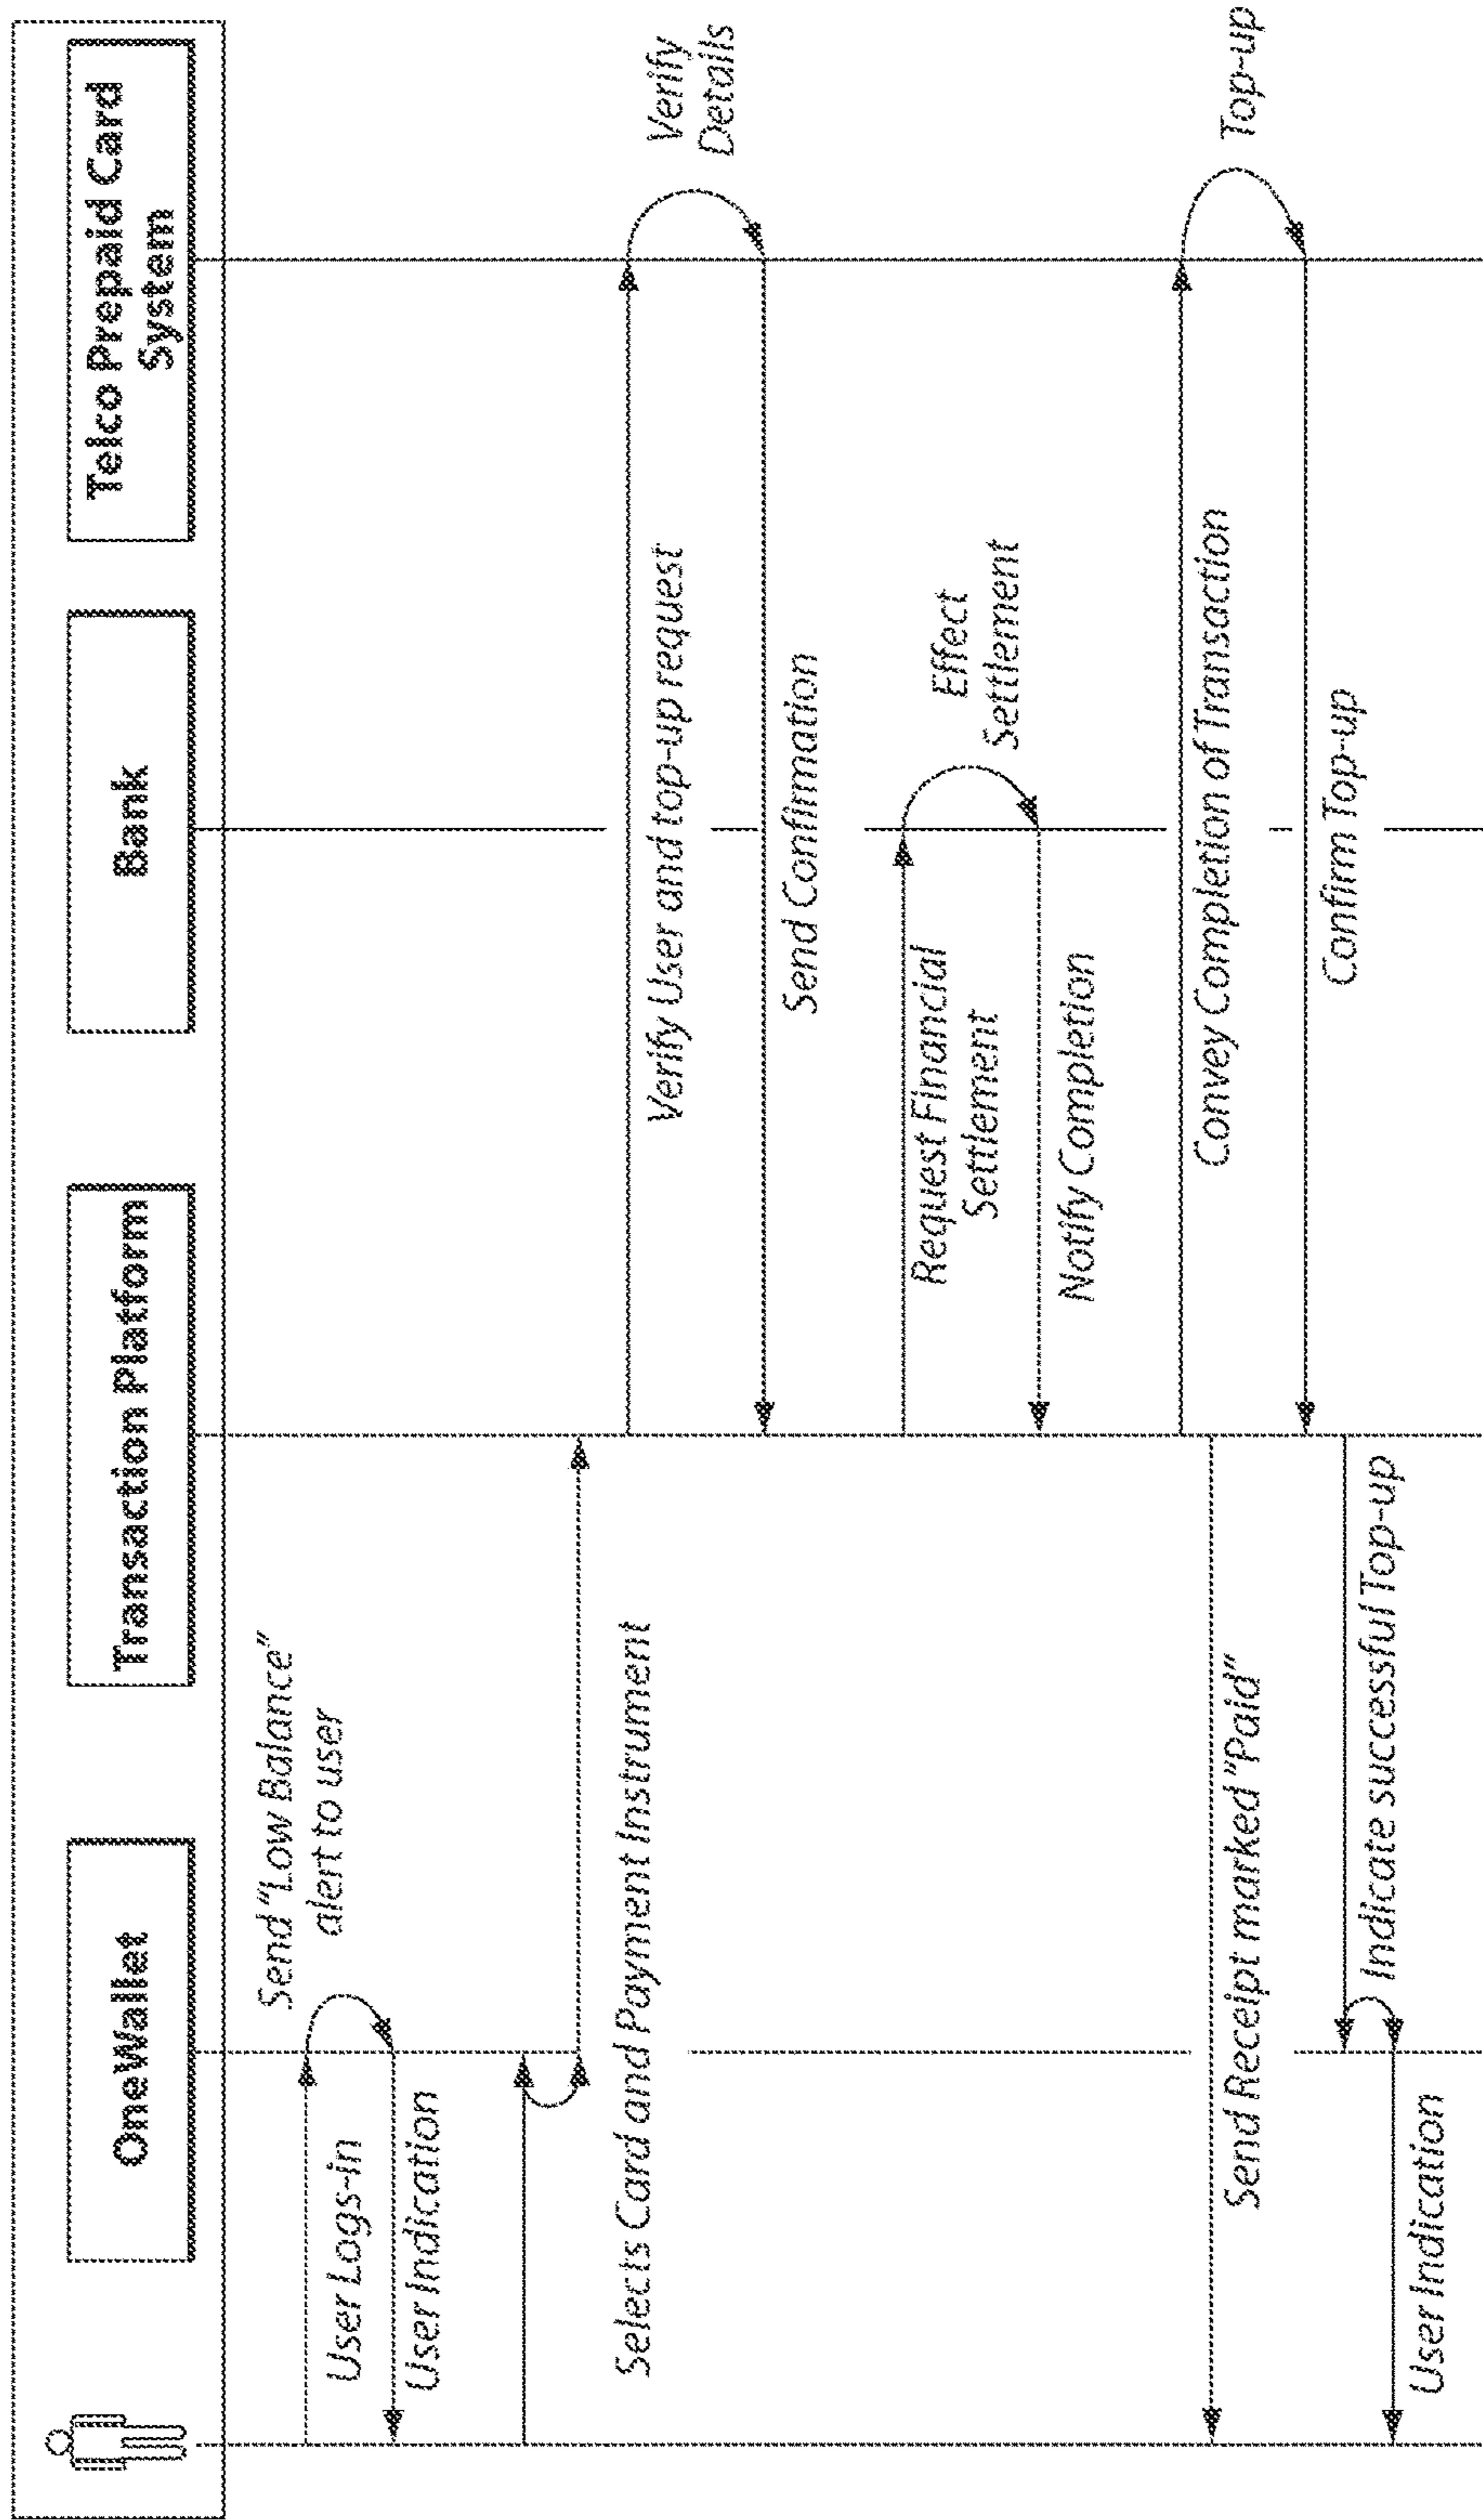 OneWallet
Transaction Platform
Bank
Telco Prepaid Card
System
Send "Low Balance"
alert to user
User Logs-in
User Indication
Selects Card and Payment Instrument
Verify User and top-up request
Verify
Details
Send Confirmation
Request Financial
Settlement
Effect
Settlement
Notify Completion
Convey Completion of Transaction
Send Receipt marked "Paid"
Top-up
Confirm Top-up
Indicate successful Top-up
User Indication